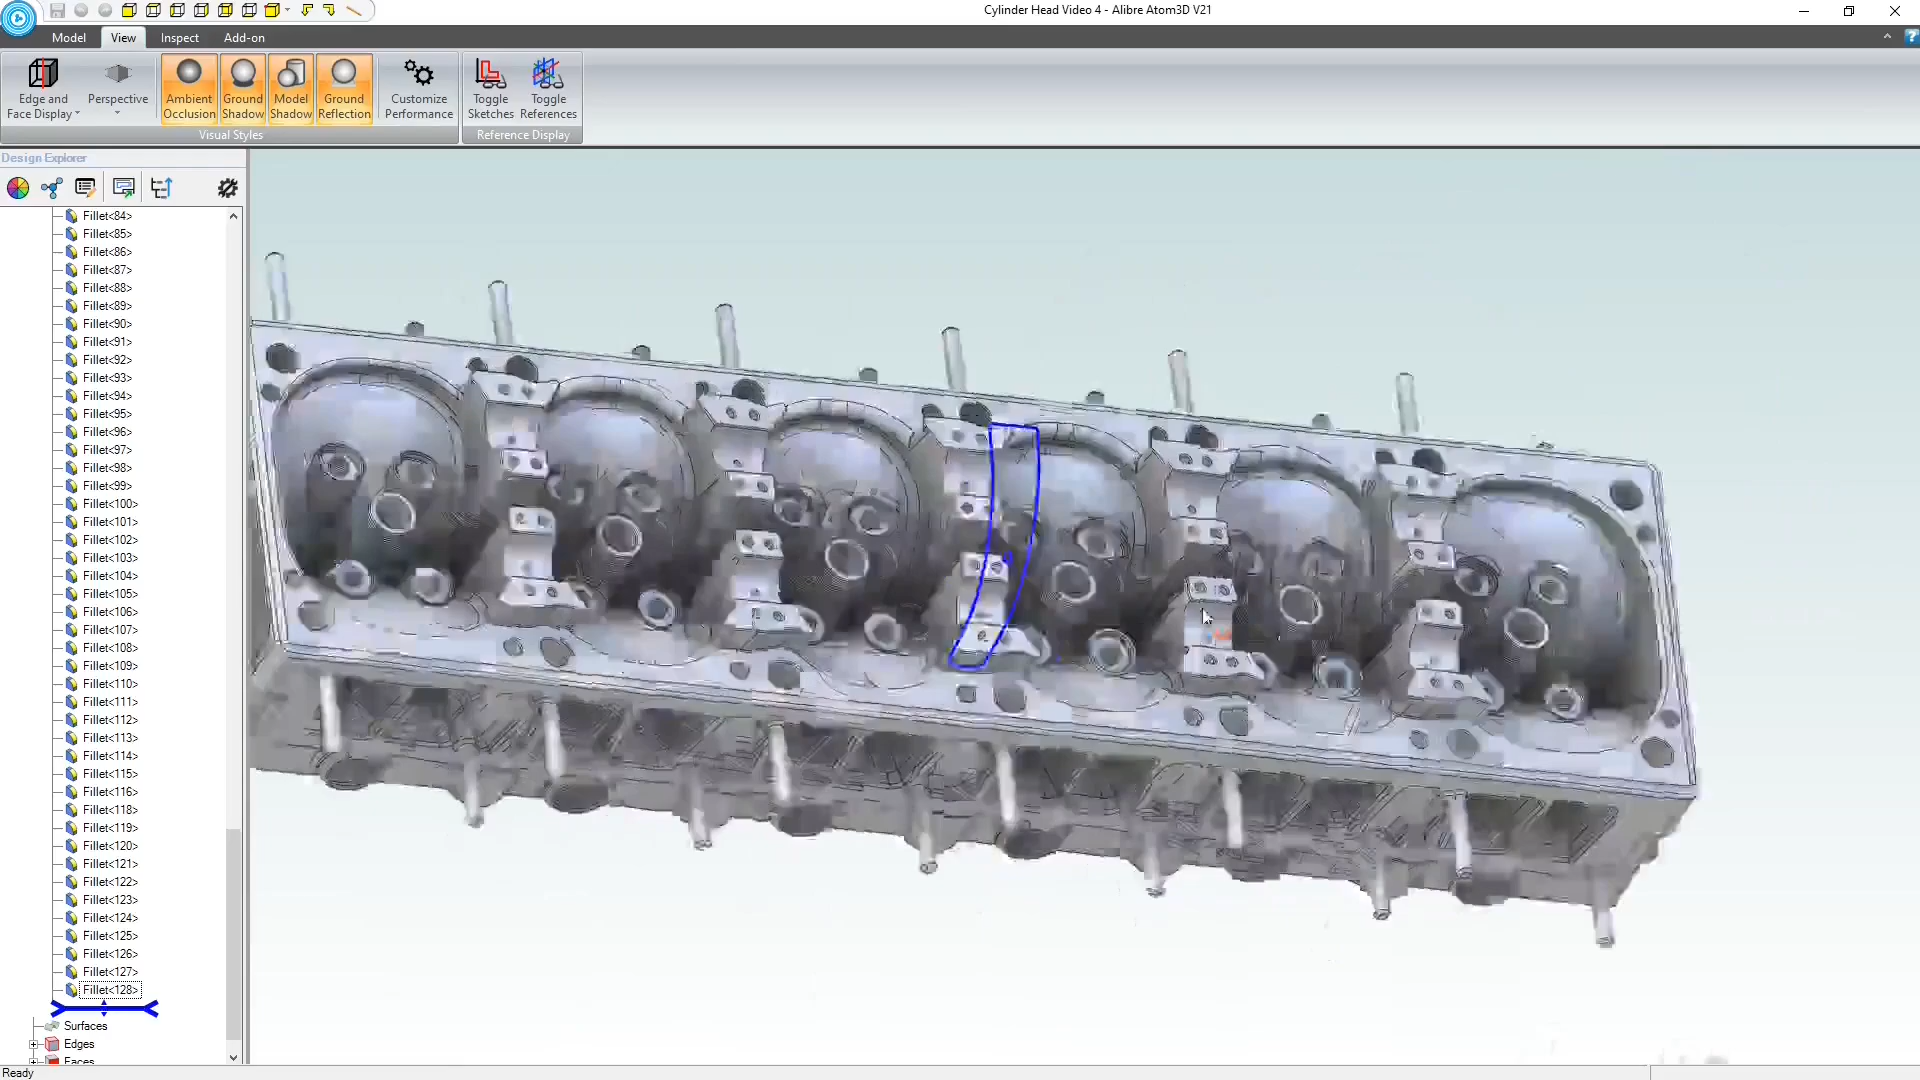 Cylinder Head Video 4 - Alibre Atom3D V21
Model View Inspect Add-on
Edge and Face Display
Perspective
Ambient Occlusion
Ground Shadow
Model Shadow
Ground Reflection
Customize Performance
Toggle Sketches
Toggle References
Visual Styles
Reference Display
Design Explorer
Fillet<84>
Fillet<85>
Fillet<86>
Fillet<87>
Fillet<88>
Fillet<89>
Fillet<90>
Fillet<91>
Fillet<92>
Fillet<93>
Fillet<94>
Fillet<95>
Fillet<96>
Fillet<97>
Fillet<98>
Fillet<99>
Fillet<100>
Fillet<101>
Fillet<102>
Fillet<103>
Fillet<104>
Fillet<105>
Fillet<106>
Fillet<107>
Fillet<108>
Fillet<109>
Fillet<110>
Fillet<111>
Fillet<112>
Fillet<113>
Fillet<114>
Fillet<115>
Fillet<116>
Fillet<118>
Fillet<119>
Fillet<120>
Fillet<121>
Fillet<122>
Fillet<123>
Fillet<124>
Fillet<125>
Fillet<126>
Fillet<127>
Fillet<128>
Surfaces
Edges
Faces
Ready